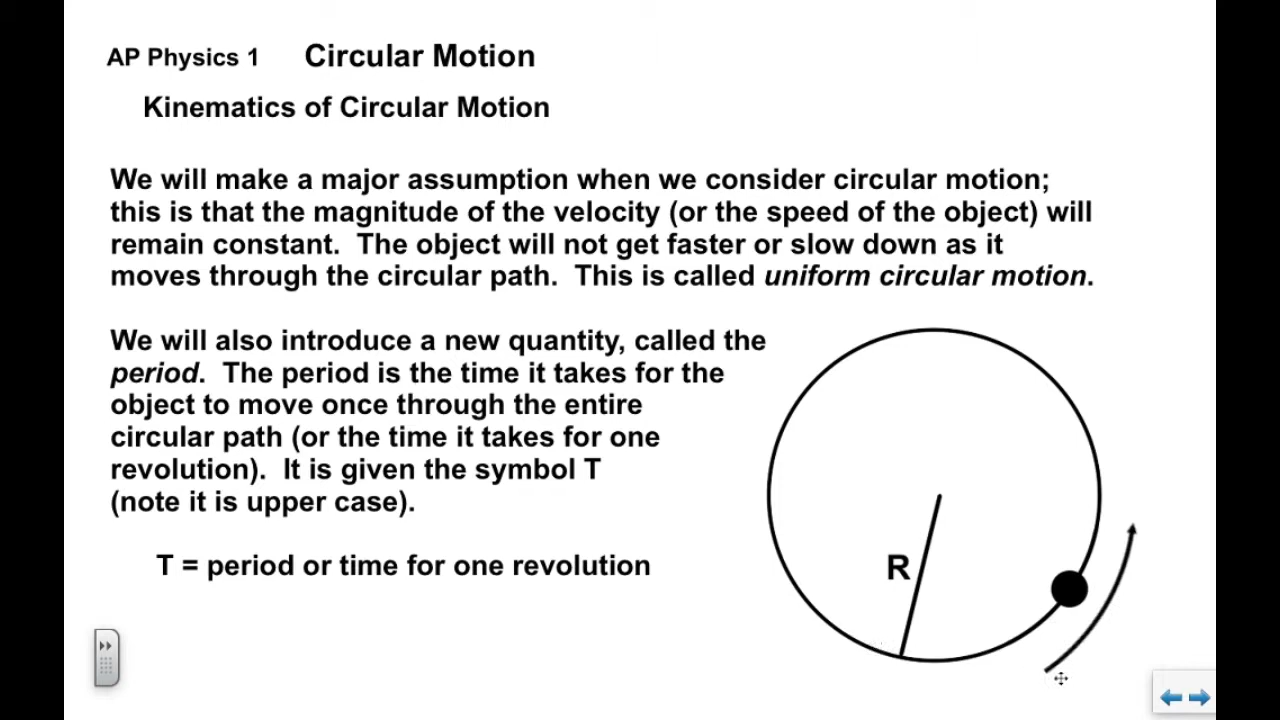 AP Physics 1 Circular Motion
Kinematics of Circular Motion
We will make a major assumption when we consider circular motion;
this is that the magnitude of the velocity (or the speed of the object) will
remain constant. The object will not get faster or slow down as it
moves through the circular path. This is called uniform circular motion.
We will also introduce a new quantity, called the
period. The period is the time it takes for the
object to move once through the entire
circular path (or the time it takes for one
revolution). It is given the symbol T
(note it is upper case).
T = period or time for one revolution
R